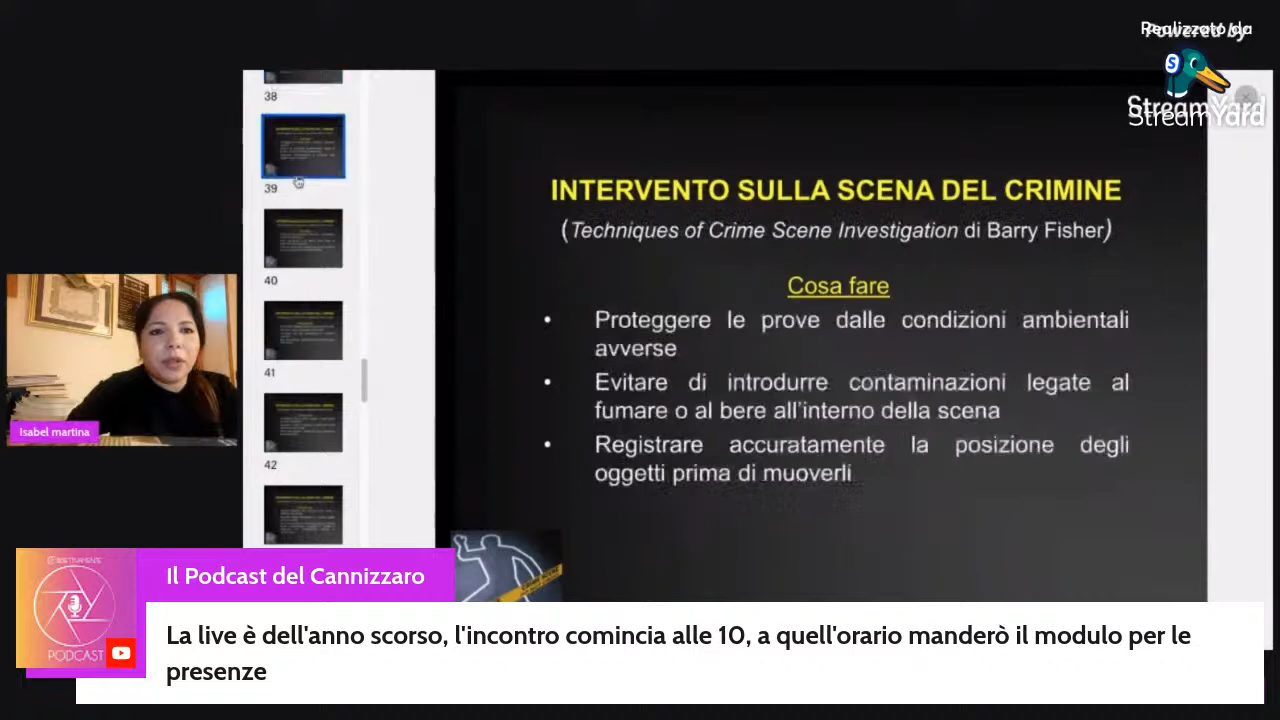 Realizzato da
Powered by
StreamYard
StreamYard
38
39
40
41
42
INTERVENTO SULLA SCENA DEL CRIMINE
(Techniques of Crime Scene Investigation di Barry Fisher)
Cosa fare
• Proteggere le prove dalle condizioni ambientali
avverse
• Evitare di introdurre contaminazioni legate al
fumare o al bere all'interno della scena
• Registrare accuratamente la posizione degli
oggetti prima di muoverli
Isabel martina
PODCAST
Il Podcast del Cannizzaro
La live è dell'anno scorso, l'incontro comincia alle 10, a quell'orario manderò il modulo per le
presenze